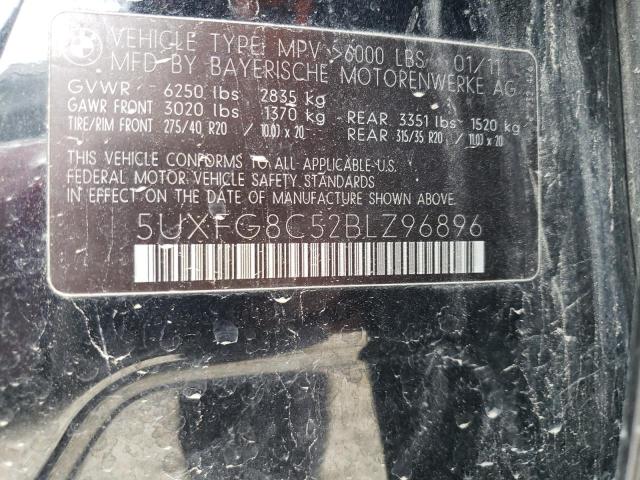 VEHICLE TYPE: MPV >6000 LBS 01/11
MFD BY BAYERISCHE MOTORENWERKE AG
GVWR - 6250 lbs 2835 kg
GAWR FRONT 3020 lbs 1370 kg - REAR 3351 lbs 1520 kg
TIRE/RIM FRONT 275/40 R20 / 10.0J x 20 - REAR 315/35 R20 / 11.0J x 20
THIS VEHICLE CONFORMS TO ALL APPLICABLE-U.S.
FEDERAL MOTOR VEHICLE SAFETY STANDARDS
IN EFFECT ON THE DATE OF MANUFACTURE SHOWN ABOVE.
5UXFG8C52BLZ96896